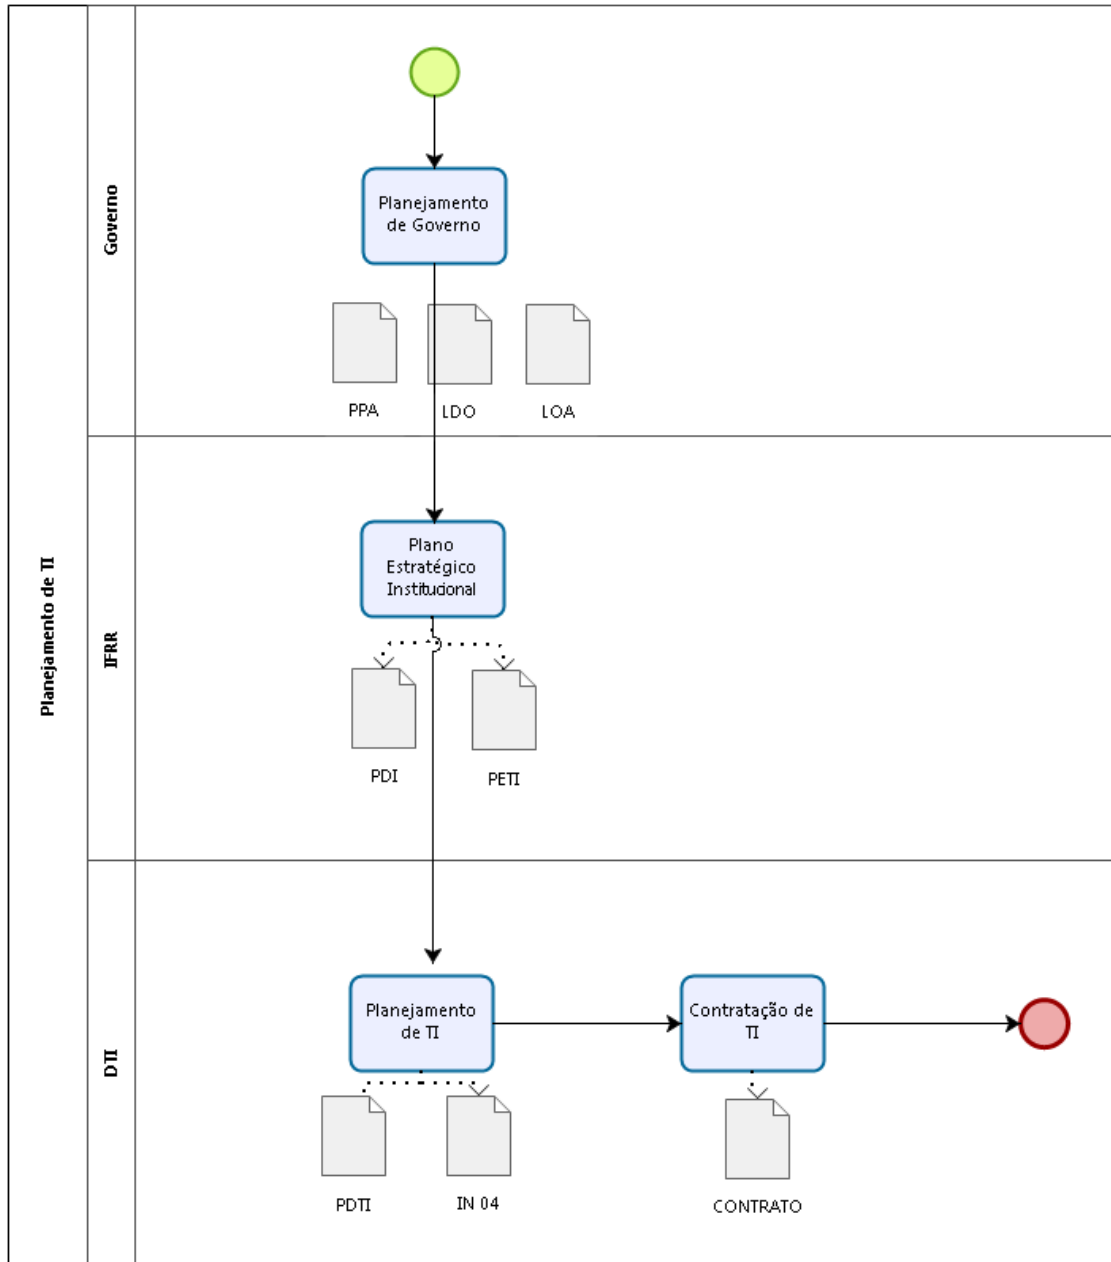 Planejamento de TI
Governo
Planejamento
de Governo
PPA
LDO
LOA
IFRR
Plano
Estratégico
Institucional
PDI
PETI
DTI
Planejamento
de TI
Contratação de
TI
PDTI
IN 04
CONTRATO